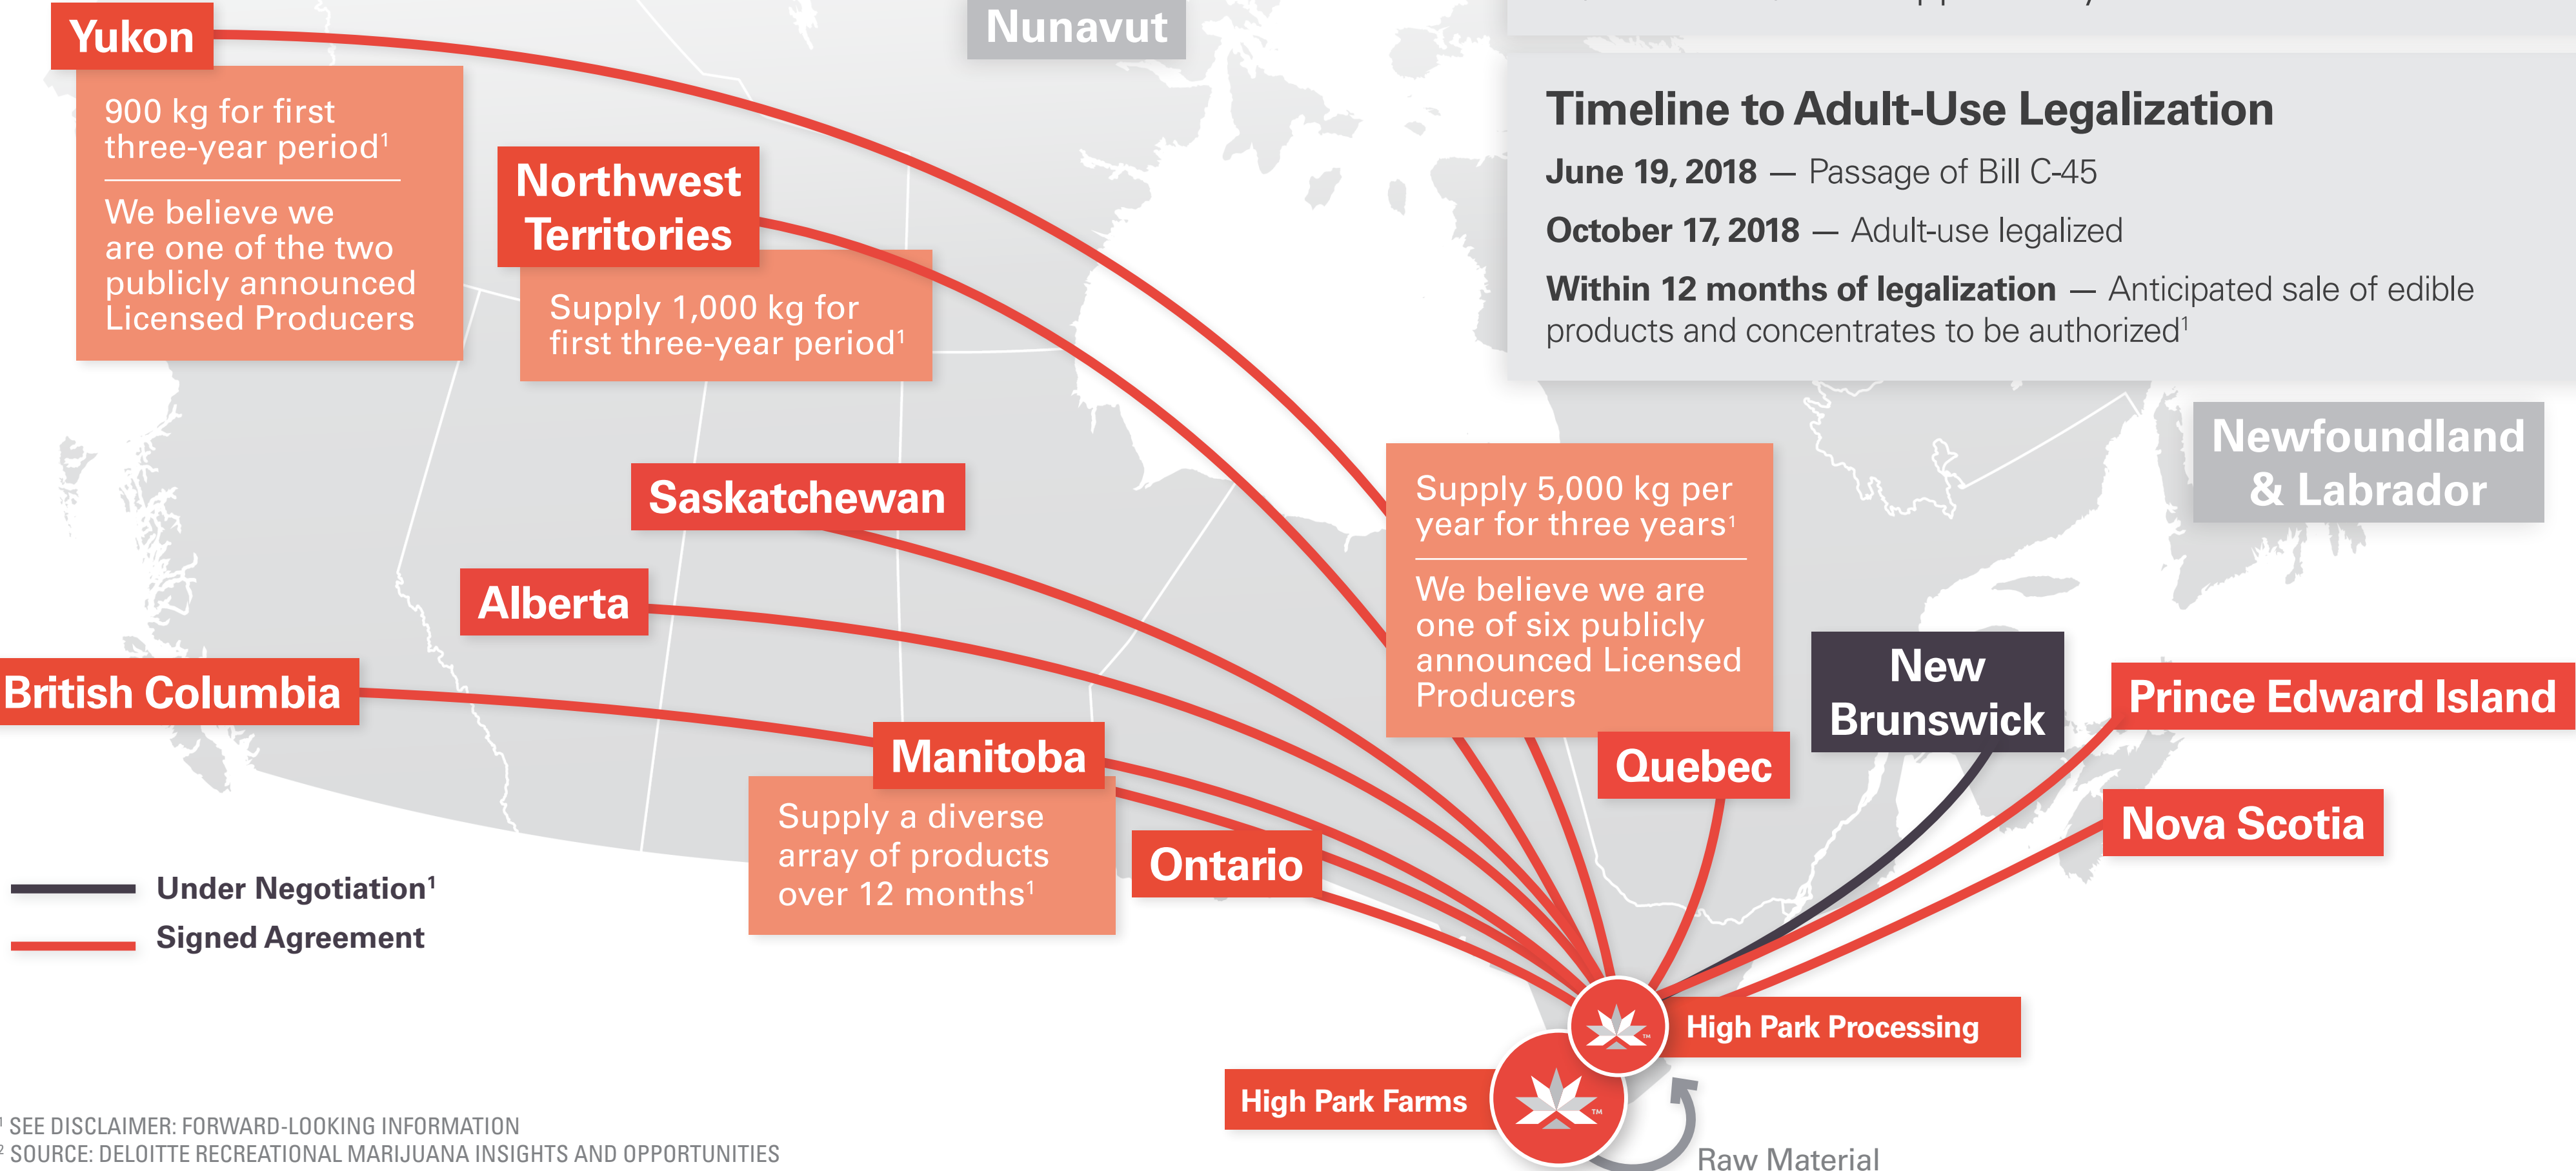 Yukon
900 kg for first
three-year period¹
We believe we
are one of the two
publicly announced
Licensed Producers
Nunavut
Timeline to Adult-Use Legalization
June 19, 2018 — Passage of Bill C-45
October 17, 2018 — Adult-use legalized
Within 12 months of legalization — Anticipated sale of edible
products and concentrates to be authorized¹
Northwest
Territories
Supply 1,000 kg for
first three-year period¹
Newfoundland
& Labrador
Saskatchewan
Supply 5,000 kg per
year for three years¹
We believe we are
one of six publicly
announced Licensed
Producers
Alberta
British Columbia
New
Brunswick
Prince Edward Island
Manitoba
Supply a diverse
array of products
over 12 months¹
Quebec
Nova Scotia
Ontario
Under Negotiation¹
Signed Agreement
High Park Processing
TM
High Park Farms
TM
Raw Material
¹ SEE DISCLAIMER: FORWARD-LOOKING INFORMATION
² SOURCE: DELOITTE RECREATIONAL MARIJUANA INSIGHTS AND OPPORTUNITIES